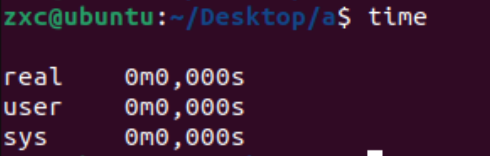 zxc@ubuntu:~/Desktop/a$ time
real 0m0,000s
user 0m0,000s
sys 0m0,000s